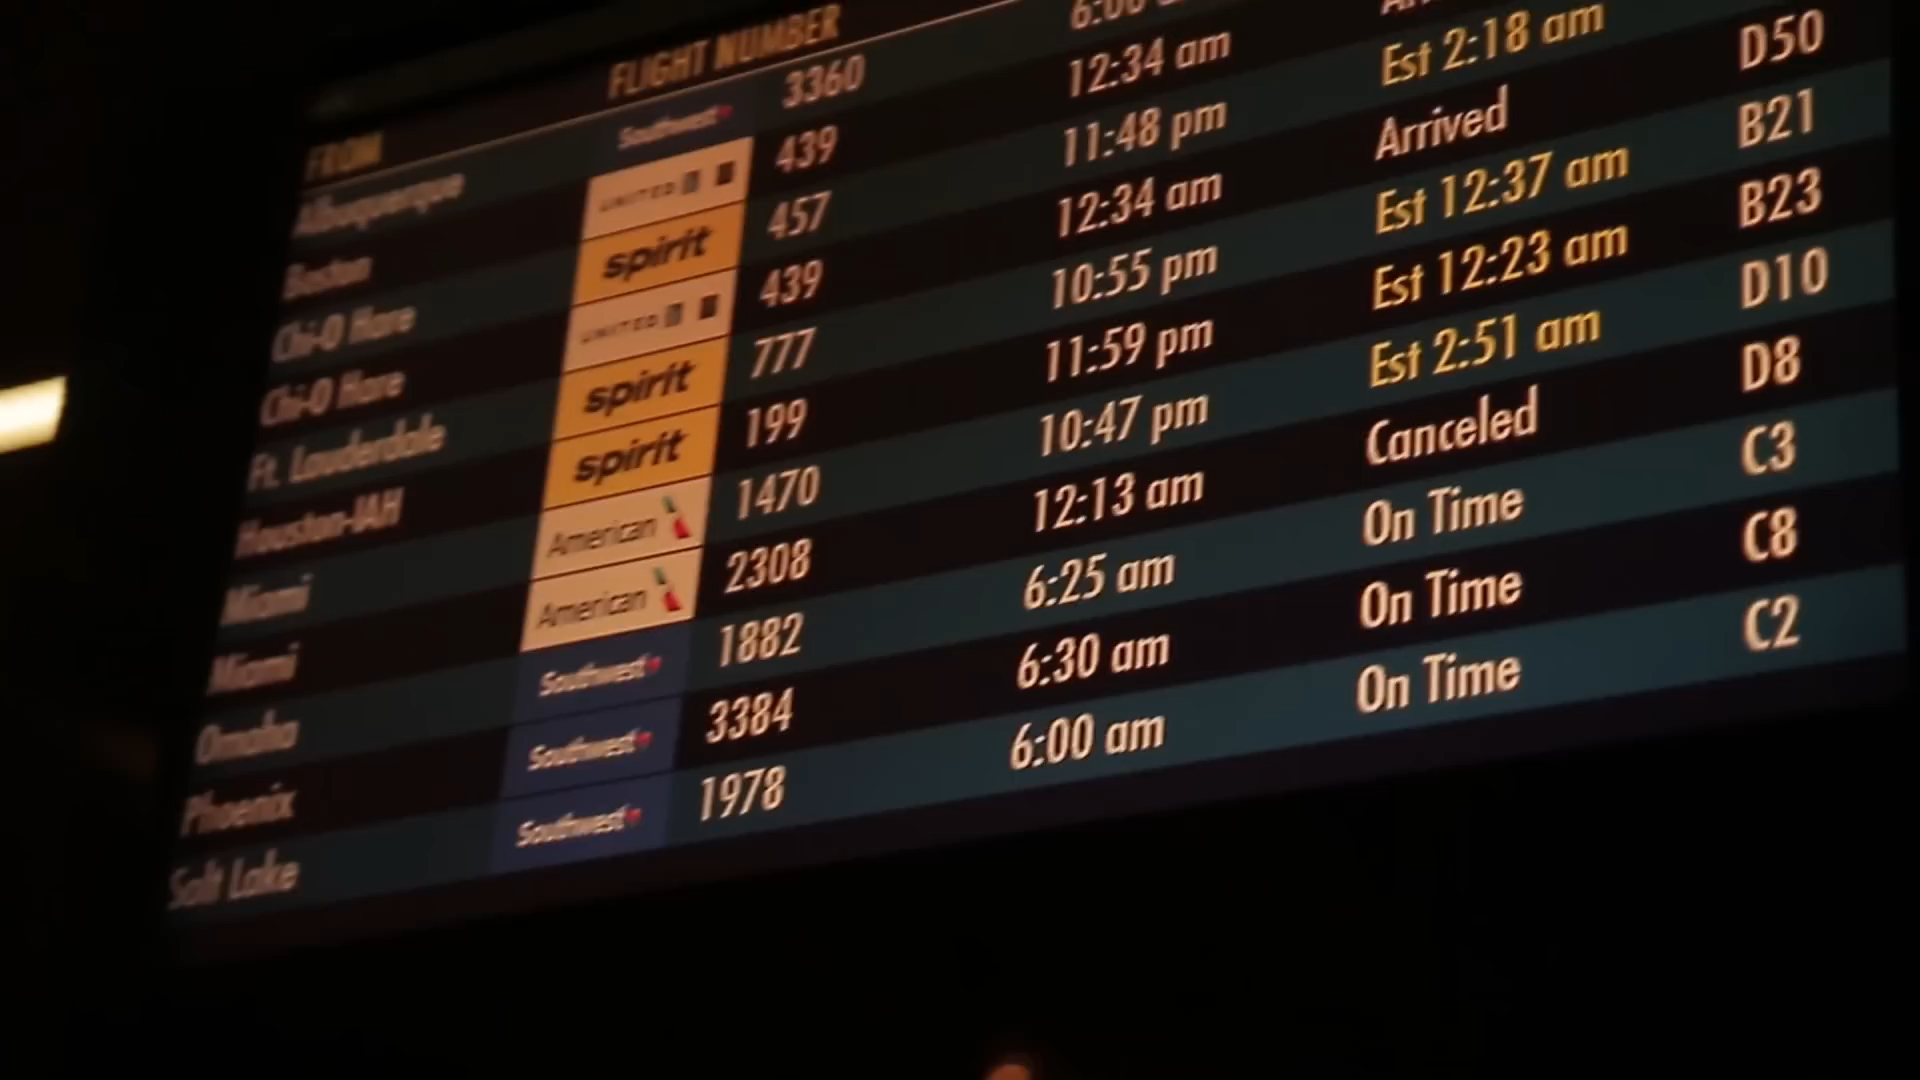 FROM FLIGHT NUMBER
Albuquerque Southwest 3360 6:00
Boston UNITED 439 12:34 am
Chi-O Hare spirit 457 11:48 pm Est 2:18 am
Chi-O Hare UNITED 439 12:34 am Arrived D50
Ft. Lauderdale spirit 777 10:55 pm Est 12:37 am B21
Houston-IAH spirit 199 11:59 pm Est 12:23 am B23
Miami American 1470 10:47 pm Est 2:51 am D10
Miami American 2308 12:13 am Canceled D8
Omaha Southwest 1882 6:25 am On Time C3
Phoenix Southwest 3384 6:30 am On Time C8
Salt Lake Southwest 1978 6:00 am On Time C2